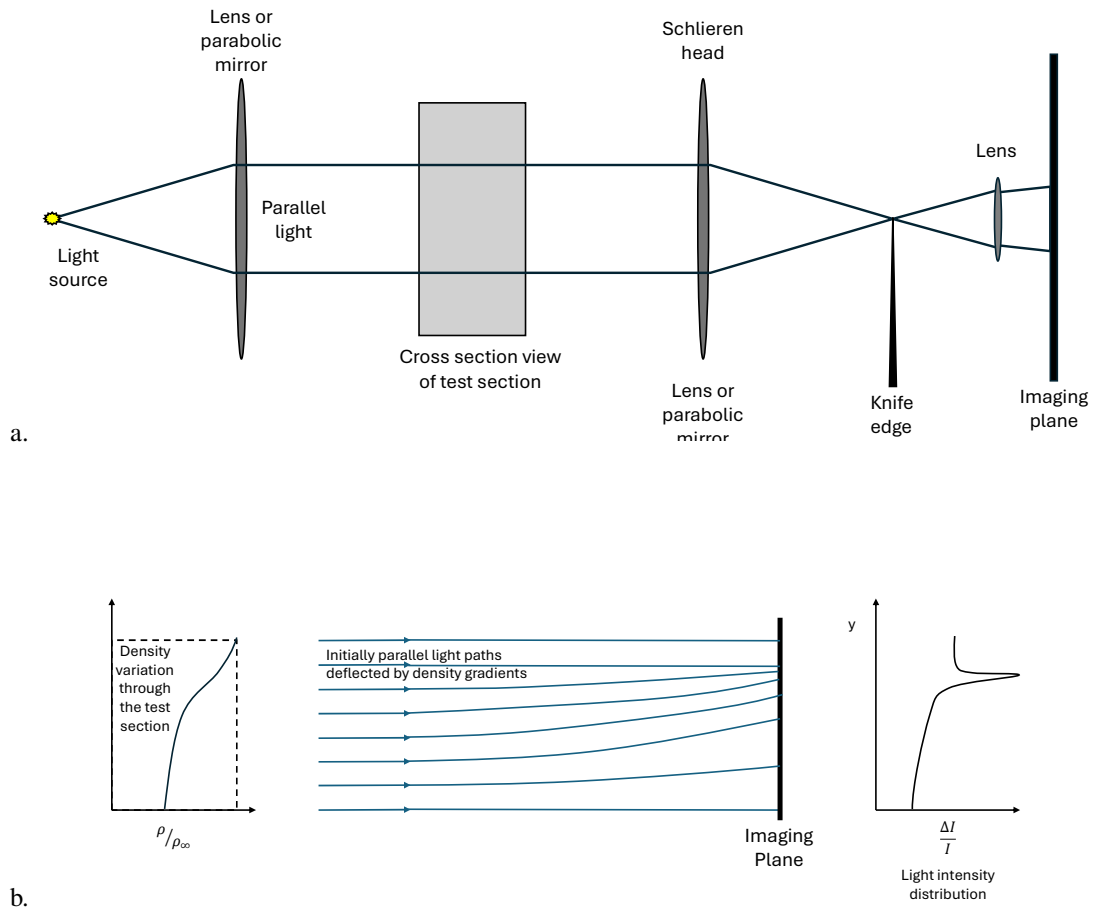 Lens or
parabolic
mirror
Schlieren
head
Lens
Parallel
light
Light
source
Cross section view
of test section
Lens or
parabolic
mirror
Knife
edge
Imaging
plane
a.
Density
variation
through
the test
section
ρ/ρ∞
Initially parallel light paths
deflected by density gradients
Imaging
Plane
y
ΔI
I
Light intensity
distribution
b.